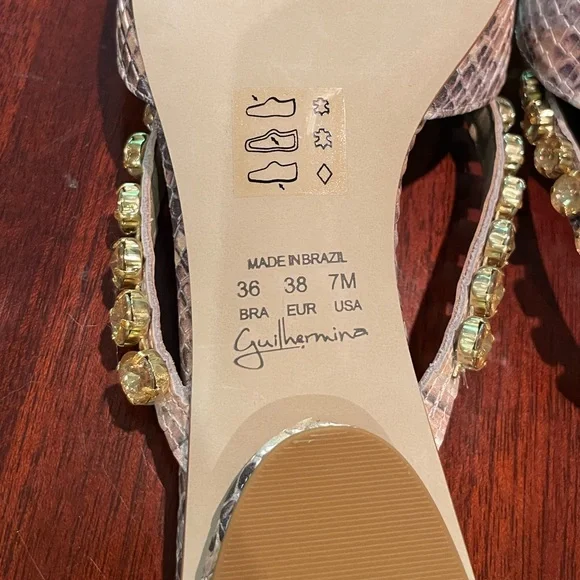 MADE IN BRAZIL
36 38 7M
BRA EUR USA
Guilhermina